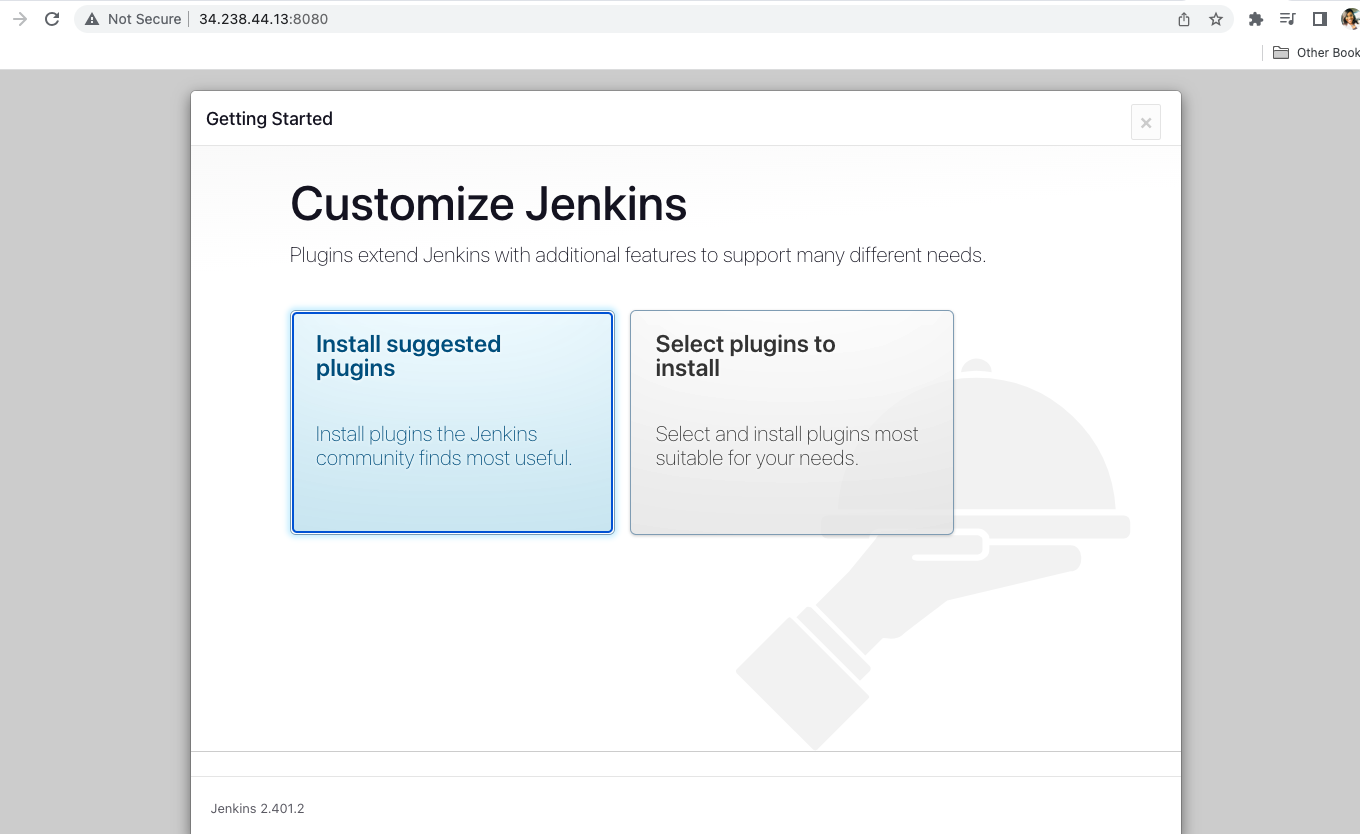 Not Secure 34.238.44.13:8080
Other Book
Getting Started
×
Customize Jenkins
Plugins extend Jenkins with additional features to support many different needs.
Install suggested
plugins
Install plugins the Jenkins
community finds most useful.
Select plugins to
install
Select and install plugins most
suitable for your needs.
Jenkins 2.401.2